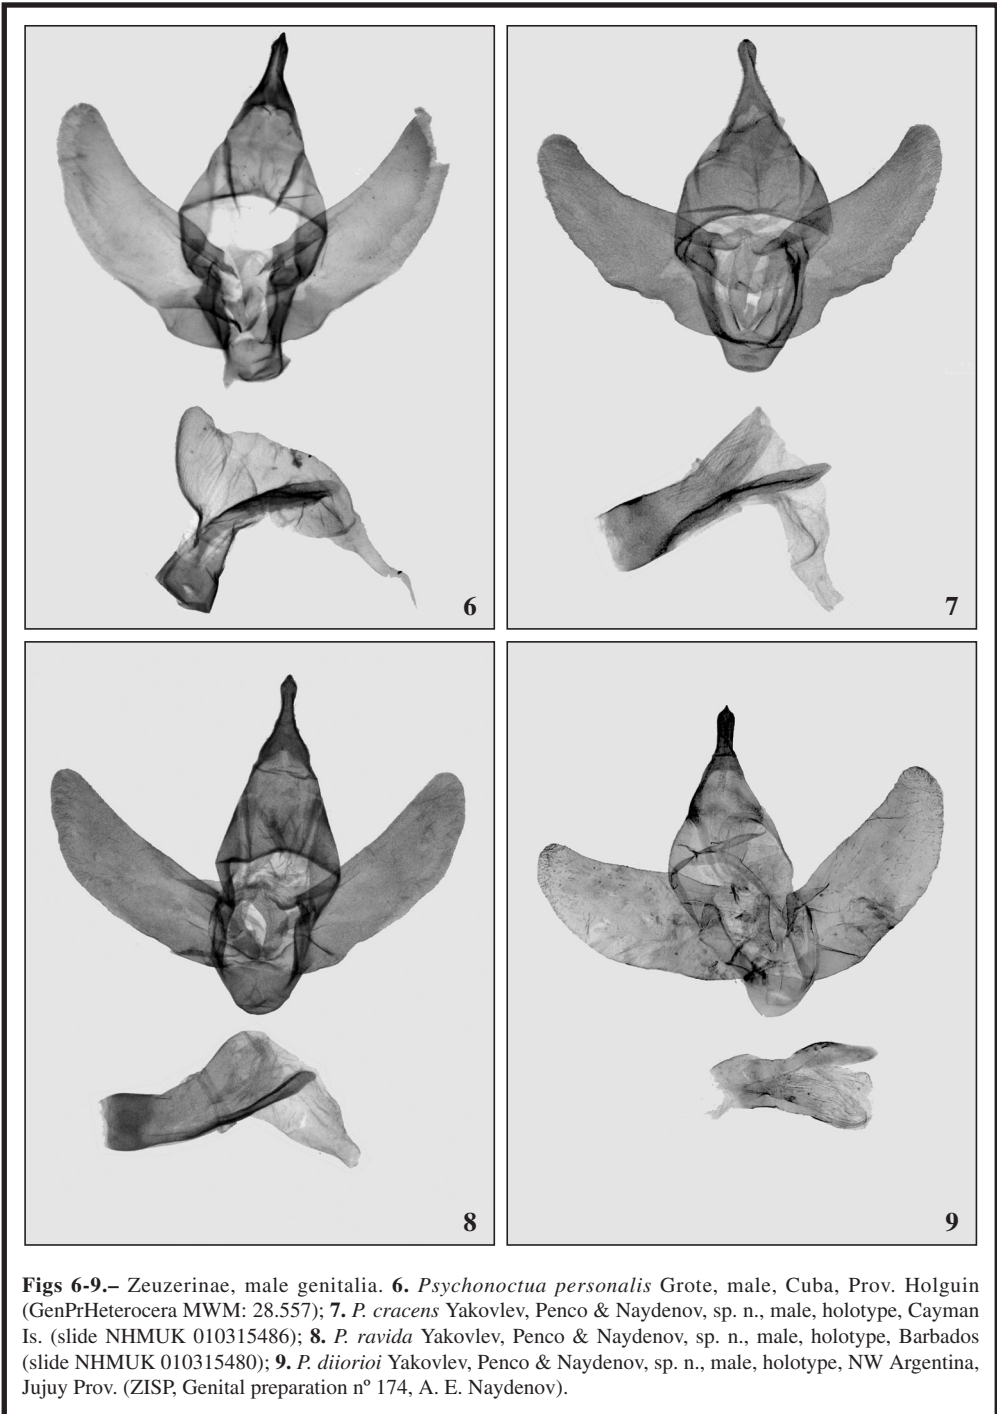 6
7
8
9
Figs 6-9.– Zeuzerinae, male genitalia. 6. Psychonoctua personalis Grote, male, Cuba, Prov. Holguin
(GenPrHeterocera MWM: 28.557); 7. P. cracens Yakovlev, Penco & Naydenov, sp. n., male, holotype, Cayman
Is. (slide NHMUK 010315486); 8. P. ravida Yakovlev, Penco & Naydenov, sp. n., male, holotype, Barbados
(slide NHMUK 010315480); 9. P. diiorioi Yakovlev, Penco & Naydenov, sp. n., male, holotype, NW Argentina,
Jujuy Prov. (ZISP, Genital preparation nº 174, A. E. Naydenov).